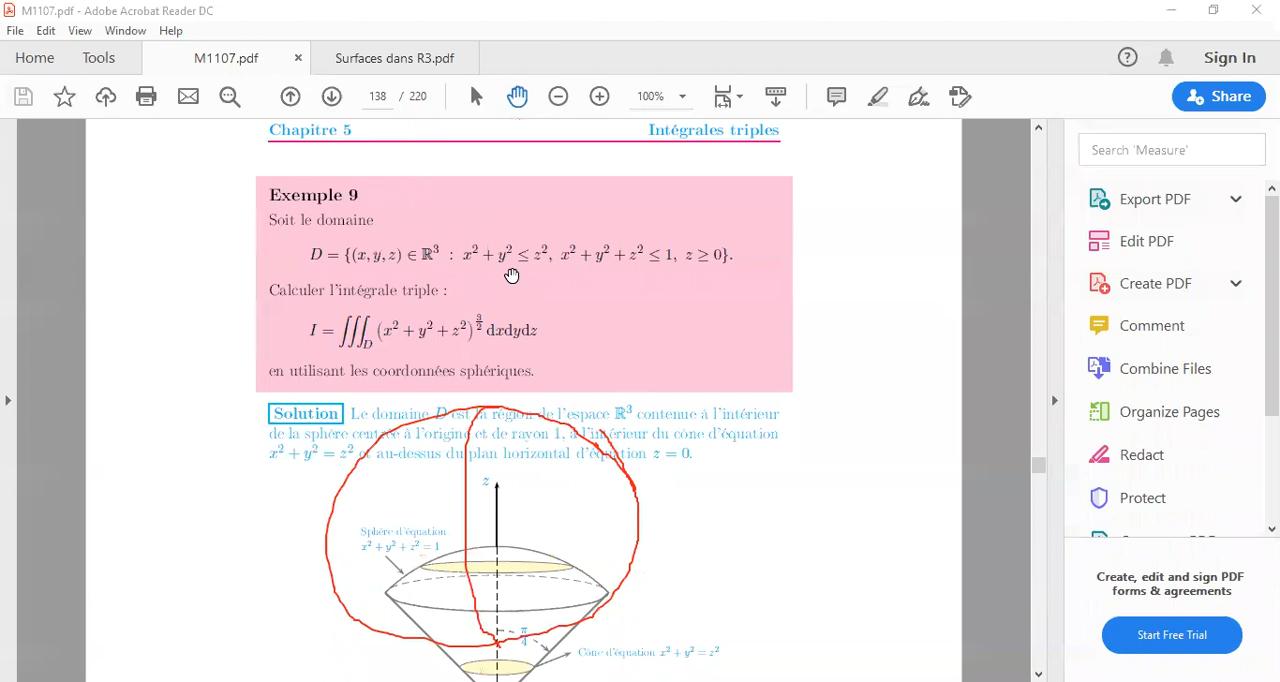 M1107.pdf - Adobe Acrobat Reader DC
File Edit View Window Help
Home Tools M1107.pdf × Surfaces dans R3.pdf Sign In
138 / 220 100% Share
Chapitre 5 Intégrales triples
Search 'Measure'
Exemple 9
Soit le domaine
D = {(x, y, z) ∈ ℝ³ : x² + y² ≤ z², x² + y² + z² ≤ 1, z ≥ 0}.
Calculer l'intégrale triple :
I = ∭_D (x² + y² + z²)^{3/2} dxdydz
en utilisant les coordonnées sphériques.
Solution Le domaine D est la région de l'espace ℝ³ contenue à l'intérieur
de la sphère centrée à l'origine et de rayon 1, à l'intérieur du cône d'équation
x² + y² = z² et au-dessus du plan horizontal d'équation z = 0.
z
Sphère d'équation
x² + y² + z² = 1
π/4
Cône d'équation x² + y² = z²
Export PDF
Edit PDF
Create PDF
Comment
Combine Files
Organize Pages
Redact
Protect
Create, edit and sign PDF
forms & agreements
Start Free Trial